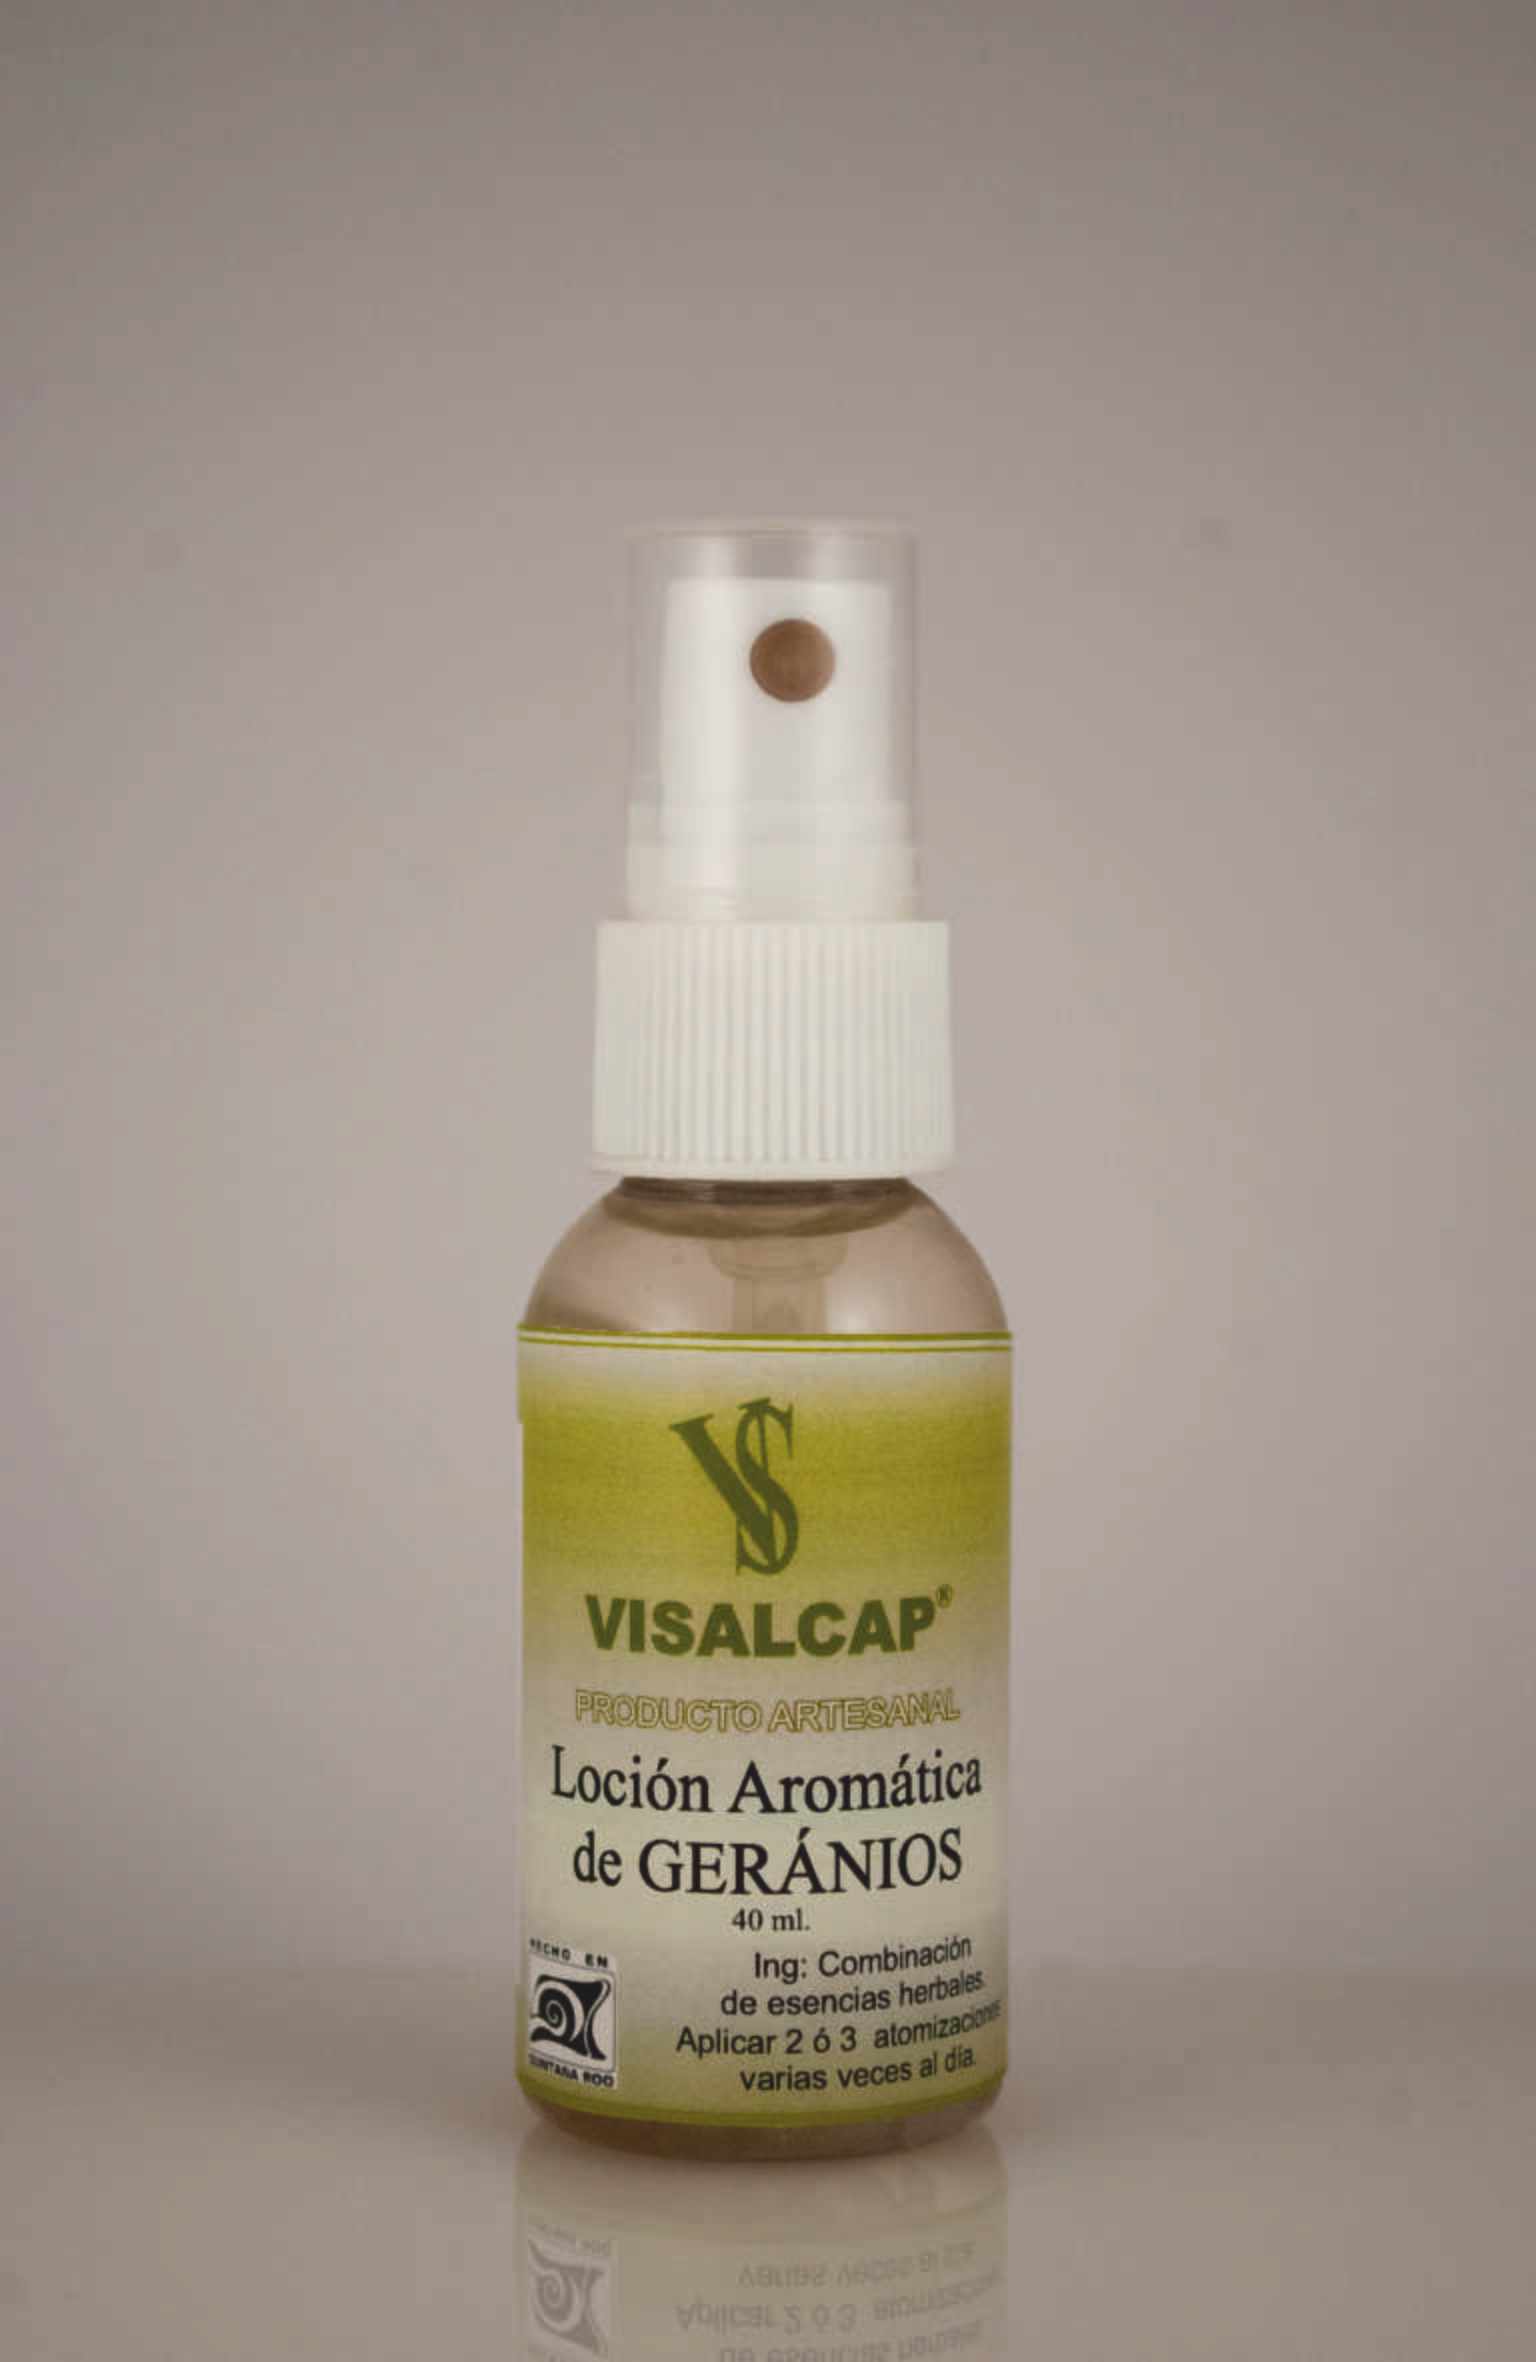 VS
VISALCAP®
PRODUCTO ARTESANAL
Loción Aromática
de GERÁNIOS
40 ml.
HECHO EN
QUINTANA ROO
Ing: Combinación
de esencias herbales.
Aplicar 2 ó 3 atomizaciones
varias veces al día.